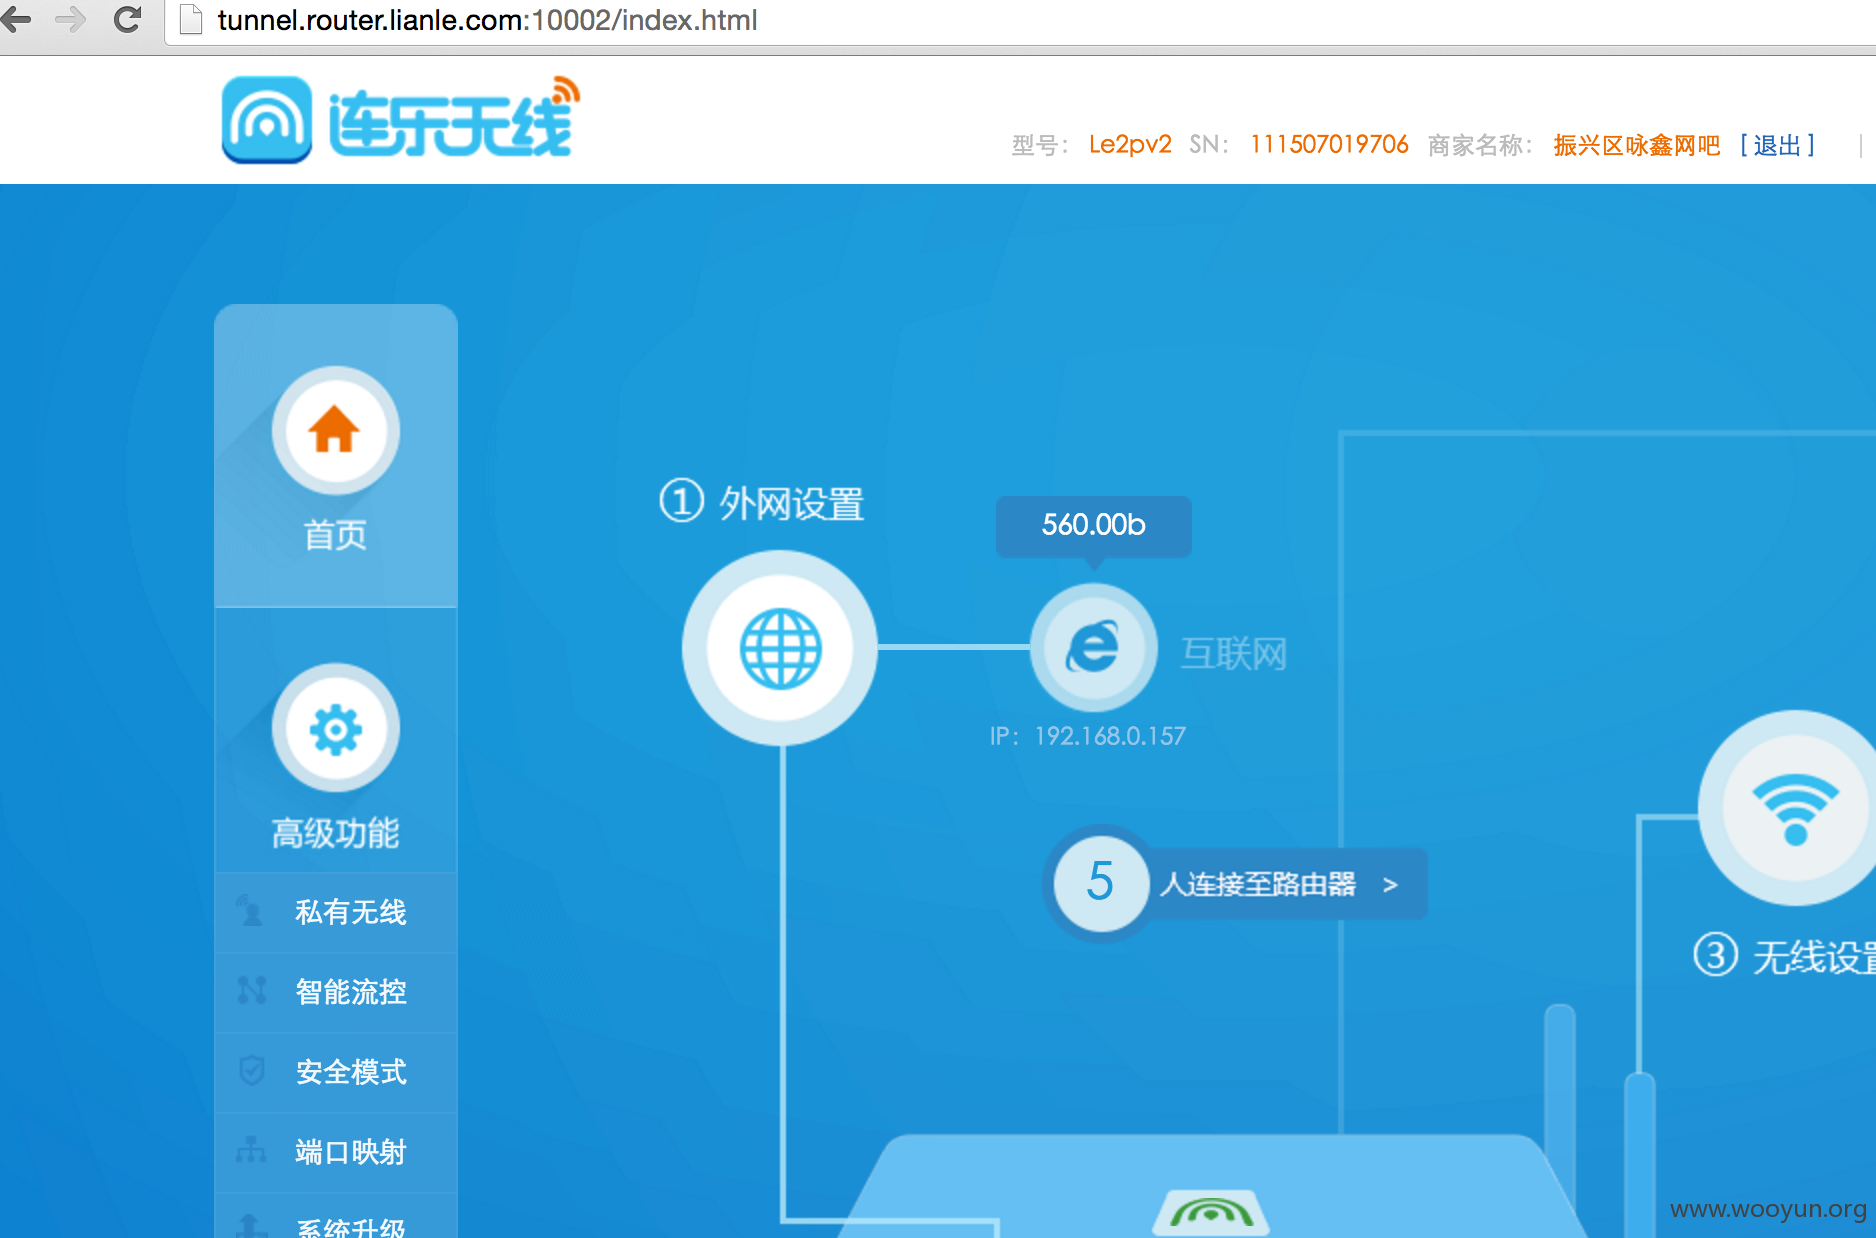 tunnel.router.lianle.com:10002/index.html
连乐无线
型号： Le2pv2 SN： 111507019706 商家名称： 振兴区咏鑫网吧 [ 退出 ]
首页
① 外网设置
560.00b
互联网
IP： 192.168.0.157
高级功能
5 人连接至路由器 >
私有无线
③ 无线设置
智能流控
安全模式
端口映射
系统升级
www.wooyun.org